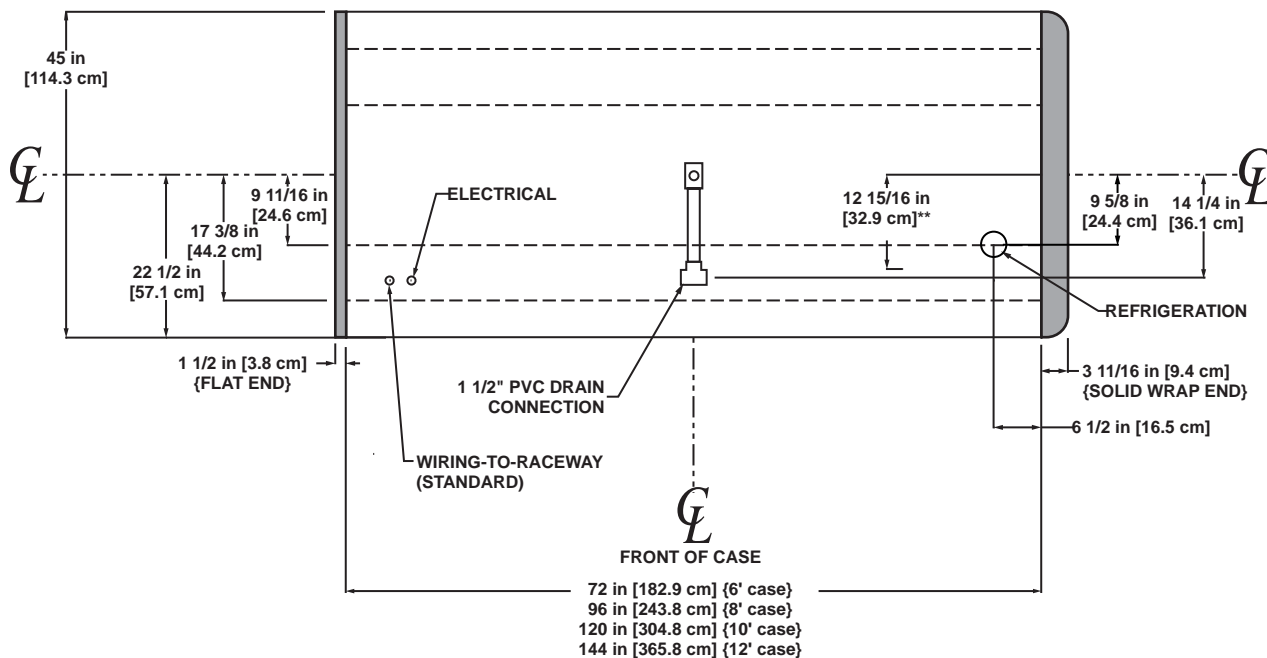 45 in
[114.3 cm]
CL
9 11/16 in
[24.6 cm]
17 3/8 in
[44.2 cm]
22 1/2 in
[57.1 cm]
ELECTRICAL
12 15/16 in
[32.9 cm]**
9 5/8 in
[24.4 cm]
14 1/4 in
[36.1 cm]
CL
REFRIGERATION
1 1/2 in [3.8 cm]
{FLAT END}
1 1/2" PVC DRAIN
CONNECTION
3 11/16 in [9.4 cm]
{SOLID WRAP END}
6 1/2 in [16.5 cm]
WIRING-TO-RACEWAY
(STANDARD)
CL
FRONT OF CASE
72 in [182.9 cm] {6' case}
96 in [243.8 cm] {8' case}
120 in [304.8 cm] {10' case}
144 in [365.8 cm] {12' case}